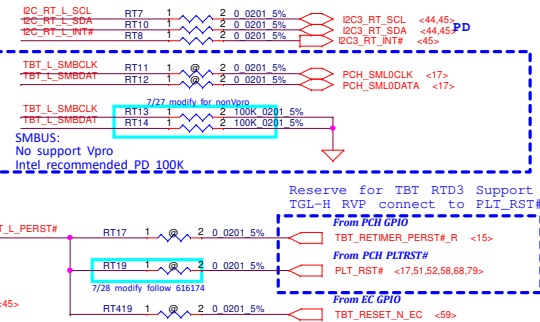 I2C_RT_L_SCL RT7 1 2 0_0201_5% I2C3_RT_SCL <44,45>
I2C_RT_L_SDA RT10 1 2 0_0201_5% I2C3_RT_SDA <44,45> PD
I2C_RT_L_INT# RT8 1 2 0_0201_5% I2C3_RT_INT# <45>
TBT_L_SMBCLK RT11 1 @ 2 0_0201_5% PCH_SML0CLK <17>
TBT_L_SMBDAT RT12 1 @ 2 0_0201_5% PCH_SML0DATA <17>
7/27 modify for nonVpro
TBT_L_SMBCLK RT13 1 2 100K_0201_5%
TBT_L_SMBDAT RT14 1 2 100K_0201_5%
SMBUS:
No support Vpro
Intel recommended PD 100K
Reserve for TBT RTD3 Support
TGL-H RVP connect to PLT_RST#
From PCH GPIO
T_L_PERST# RT17 1 @ 2 0_0201_5% TBT_RETIMER_PERST#_R <15>
From PCH PLTRST#
RT19 1 @ 2 0_0201_5% PLT_RST# <17,51,52,58,68,79>
7/28 modify follow 616174
From EC GPIO
<45>
RT419 1 @ 2 0_0201_5% TBT_RESET_N_EC <59>